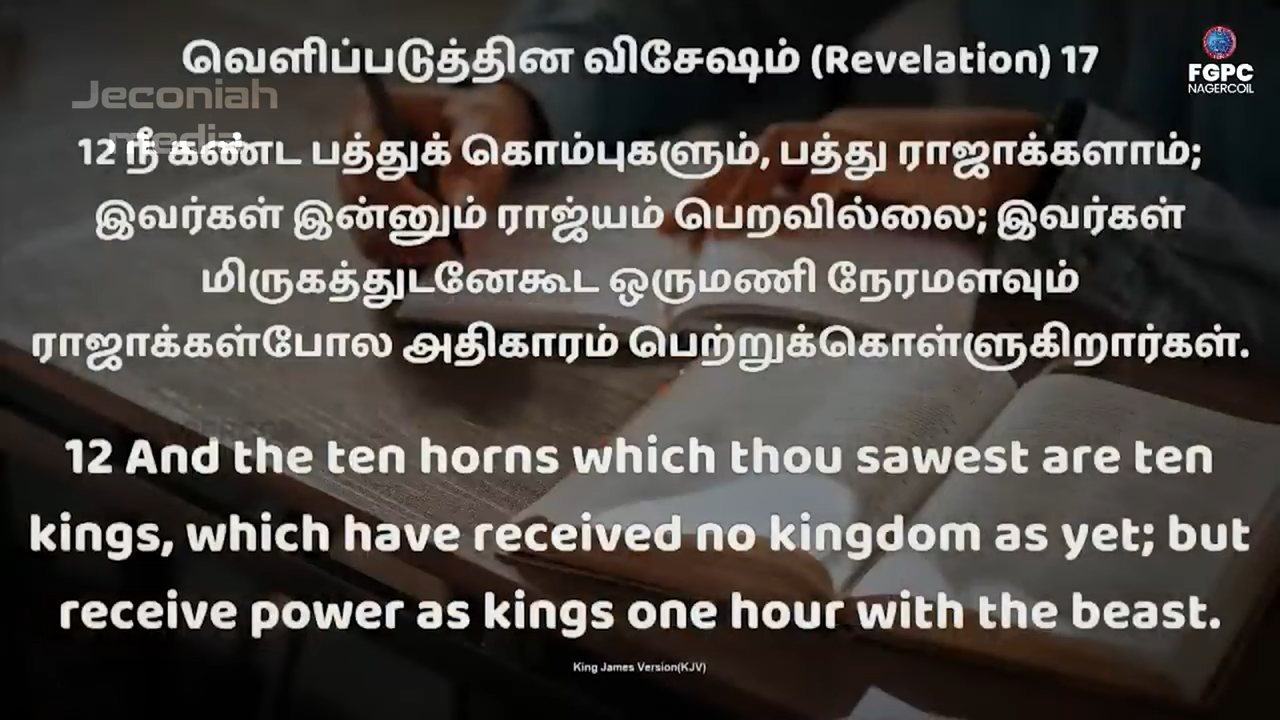 வெளிப்படுத்தின விசேஷம் (Revelation) 17
FGPC
NAGERCOIL
Jeconiah
media
12 நீ கண்ட பத்துக் கொம்புகளும், பத்து ராஜாக்களாம்;
இவர்கள் இன்னும் ராஜ்யம் பெறவில்லை; இவர்கள்
மிருகத்துடனேகூட ஒருமணி நேரமளவும்
ராஜாக்கள்போல அதிகாரம் பெற்றுக்கொள்ளுகிறார்கள்.
12 And the ten horns which thou sawest are ten
kings, which have received no kingdom as yet; but
receive power as kings one hour with the beast.
King James Version(KJV)